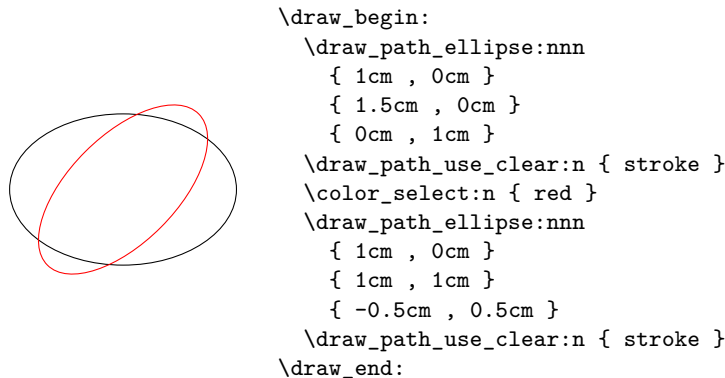 \draw_begin:
  \draw_path_ellipse:nnn
    { 1cm , 0cm }
    { 1.5cm , 0cm }
    { 0cm , 1cm }
  \draw_path_use_clear:n { stroke }
  \color_select:n { red }
  \draw_path_ellipse:nnn
    { 1cm , 0cm }
    { 1cm , 1cm }
    { -0.5cm , 0.5cm }
  \draw_path_use_clear:n { stroke }
\draw_end: